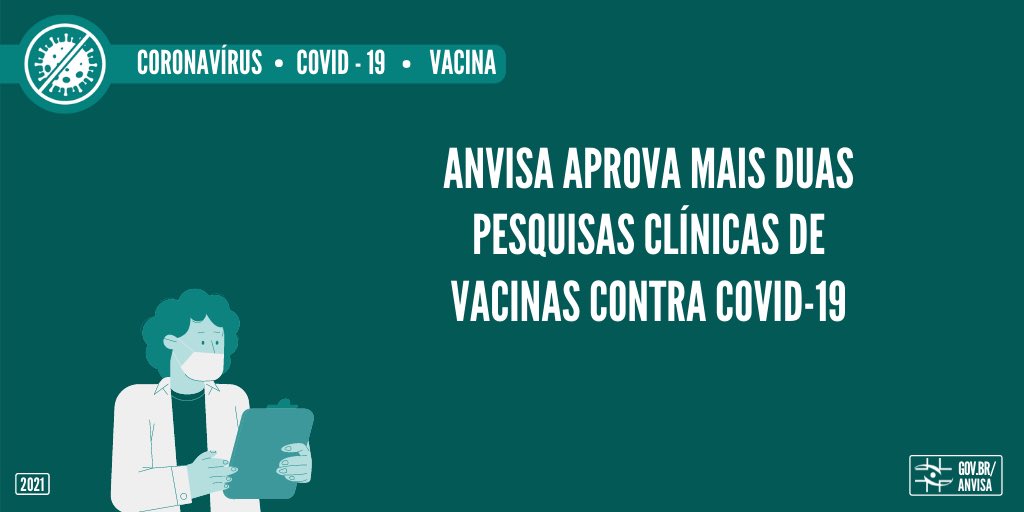 CORONAVÍRUS • COVID - 19 • VACINA
ANVISA APROVA MAIS DUAS
PESQUISAS CLÍNICAS DE
VACINAS CONTRA COVID-19
2021
GOV.BR/
ANVISA